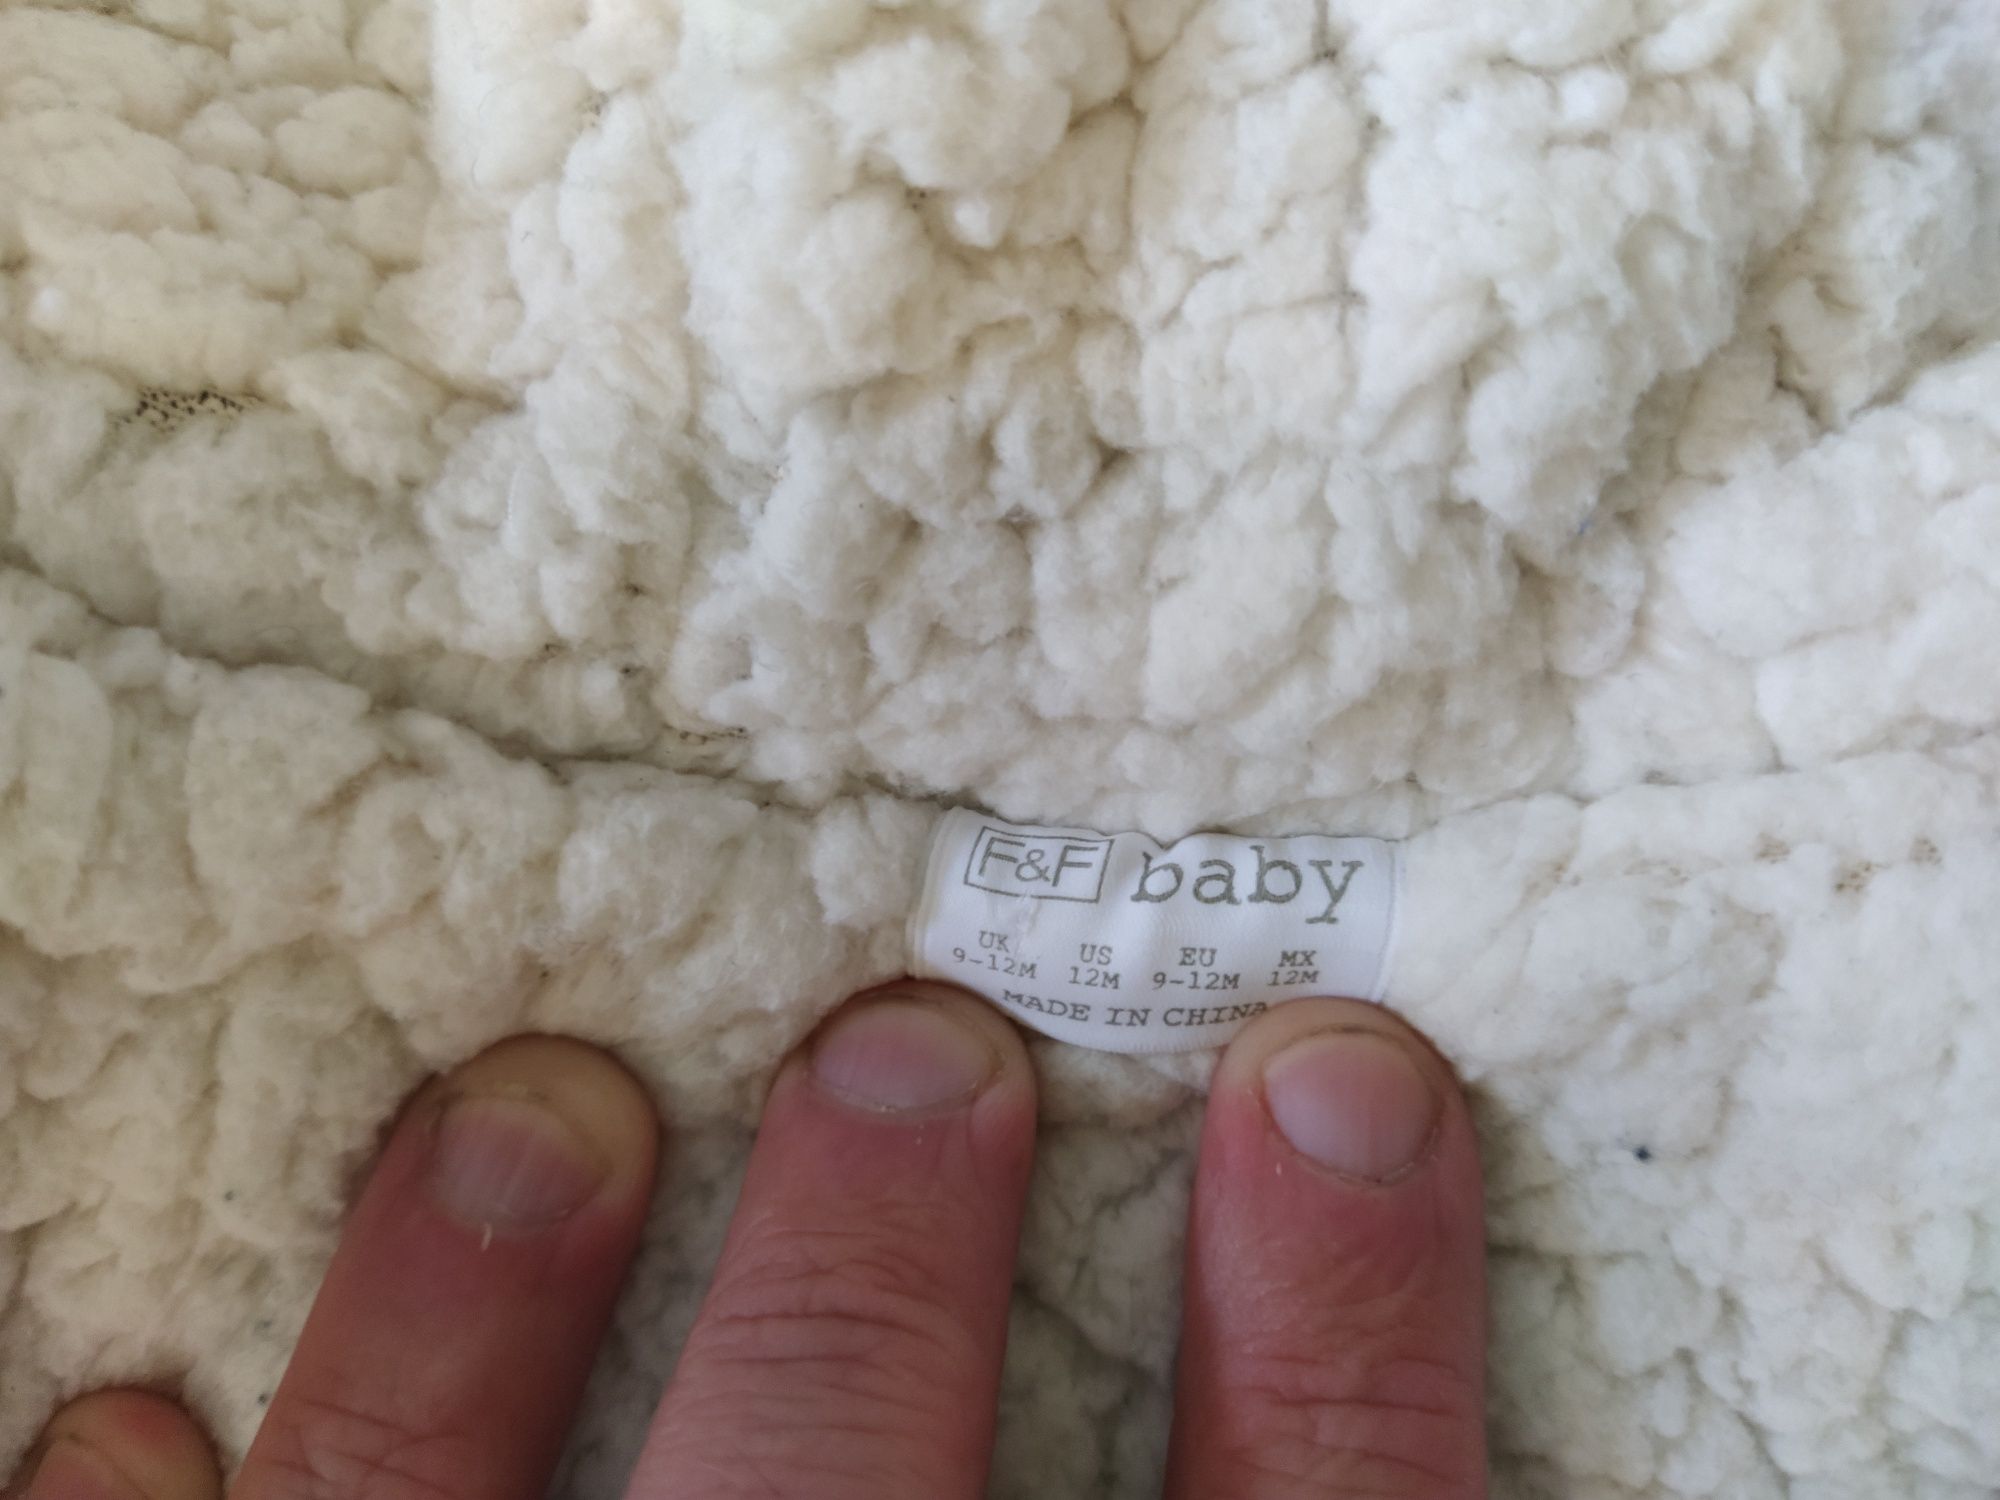 F&F baby
UK US EU MX
9-12M 12M 9-12M 12M
MADE IN CHINA